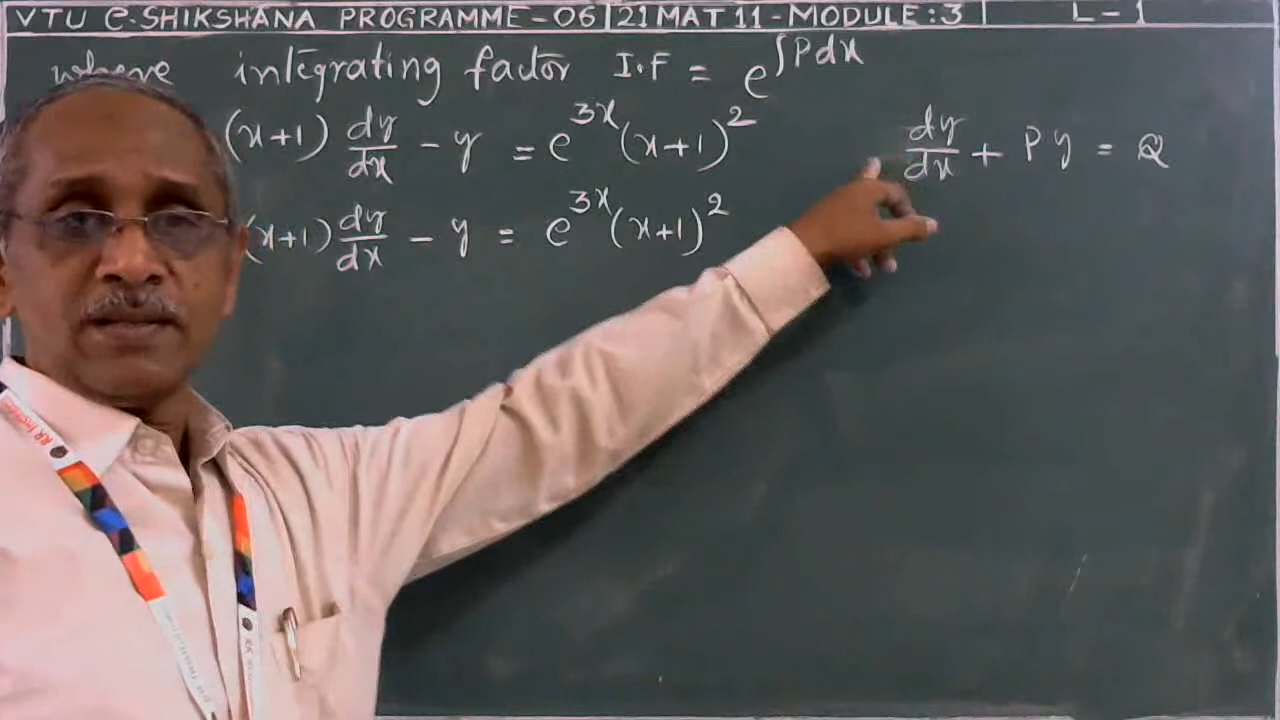 VTU e-SHIKSHANA PROGRAMME-06 | 21MAT11-MODULE:3 | L-1
where integrating factor I.F = e^{∫Pdx}
(x+1) dy/dx - y = e^{3x}(x+1)^2
dy/dx + Py = Q
(x+1) dy/dx - y = e^{3x}(x+1)^2